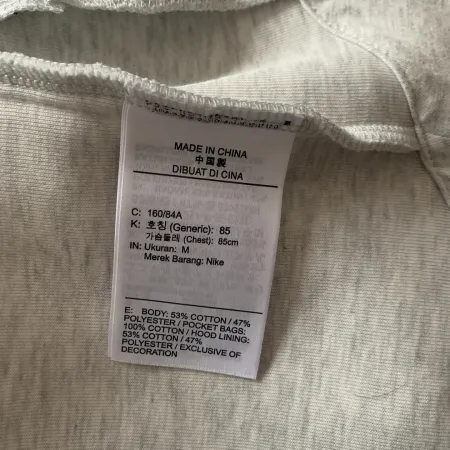 MADE IN CHINA
中國製
DIBUAT DI CINA
C: 160/84A
K: 호칭 (Generic): 85
가슴둘레 (Chest): 85cm
IN: Ukuran: M
Merek Barang: Nike
E: BODY: 53% COTTON / 47%
POLYESTER / POCKET BAGS:
100% COTTON / HOOD LINING:
53% COTTON / 47%
POLYESTER / EXCLUSIVE OF
DECORATION